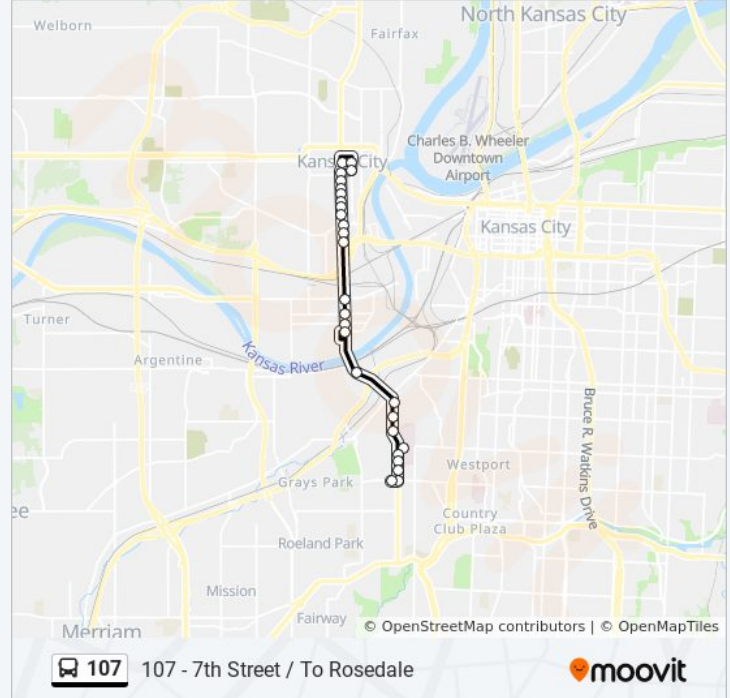 North Kansas City
Welborn
Fairfax
Charles B. Wheeler
Downtown
Airport
Kansas City
Kansas City
Turner
Argentine
Kansas River
Bruce R. Watkins Drive
Westport
Grays Park
ee
Country
Club Plaza
Roeland Park
Mission
Fairway
Merriam
© OpenStreetMap contributors | © OpenMapTiles
107 107 - 7th Street / To Rosedale
moovit